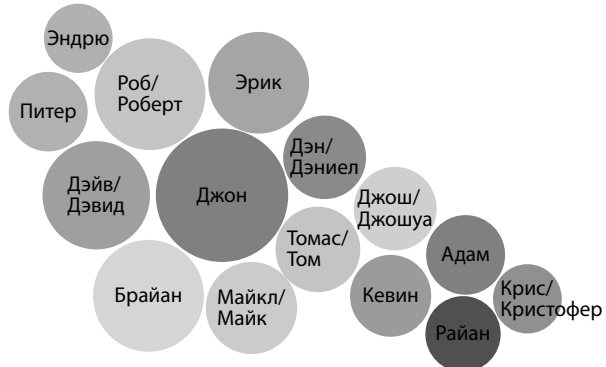 Эндрю
Роб/
Роберт
Эрик
Питер
Дэн/
Дэниел
Дэйв/
Дэвид
Джон
Джош/
Джошуа
Томас/
Том
Адам
Брайан
Майкл/
Майк
Кевин
Крис/
Кристофер
Райан